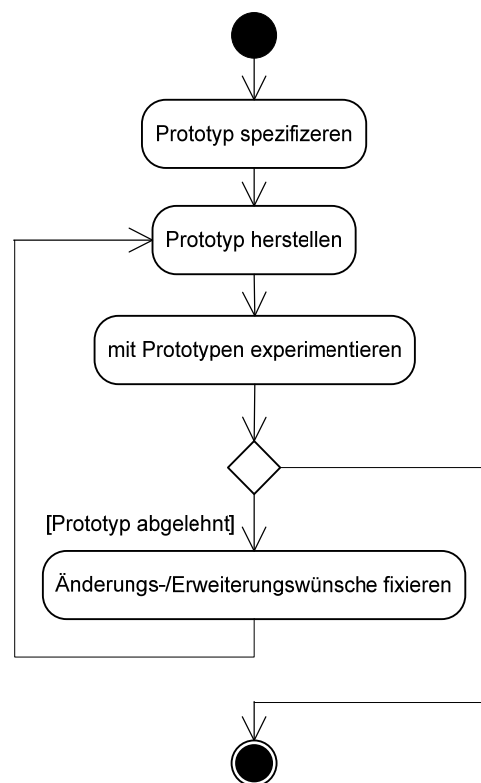 Prototyp spezifizeren
Prototyp herstellen
mit Prototypen experimentieren
[Prototyp abgelehnt]
Änderungs-/Erweiterungswünsche fixieren